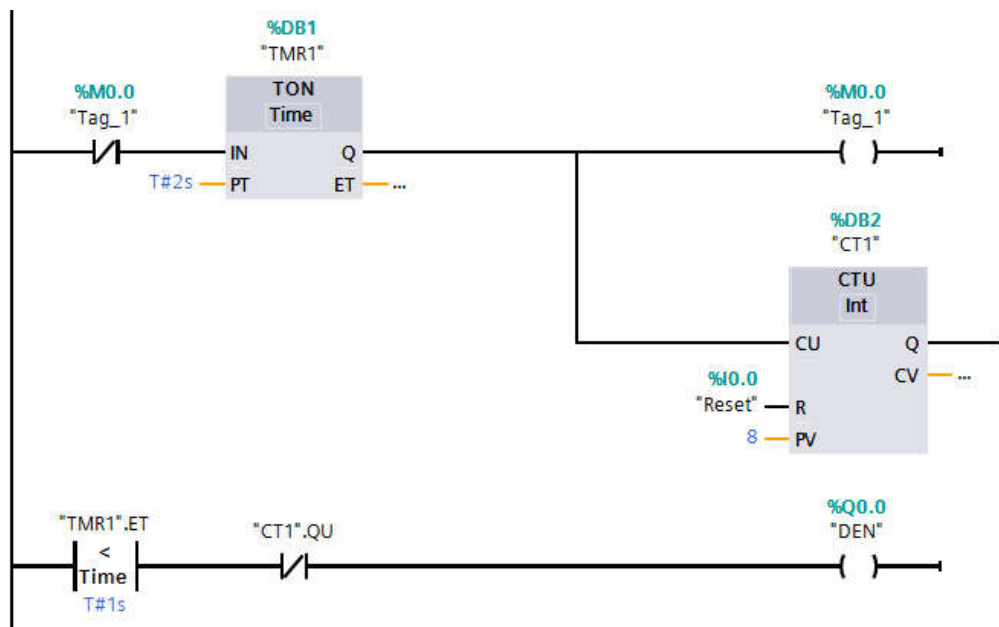 %DB1
"TMR1"
TON
Time
%M0.0
"Tag_1"
IN
Q
T#2s
PT
ET
...
%M0.0
"Tag_1"
%DB2
"CT1"
CTU
Int
CU
Q
CV
...
%I0.0
"Reset"
R
8
PV
"TMR1".ET
<
Time
T#1s
"CT1".QU
%Q0.0
"DEN"